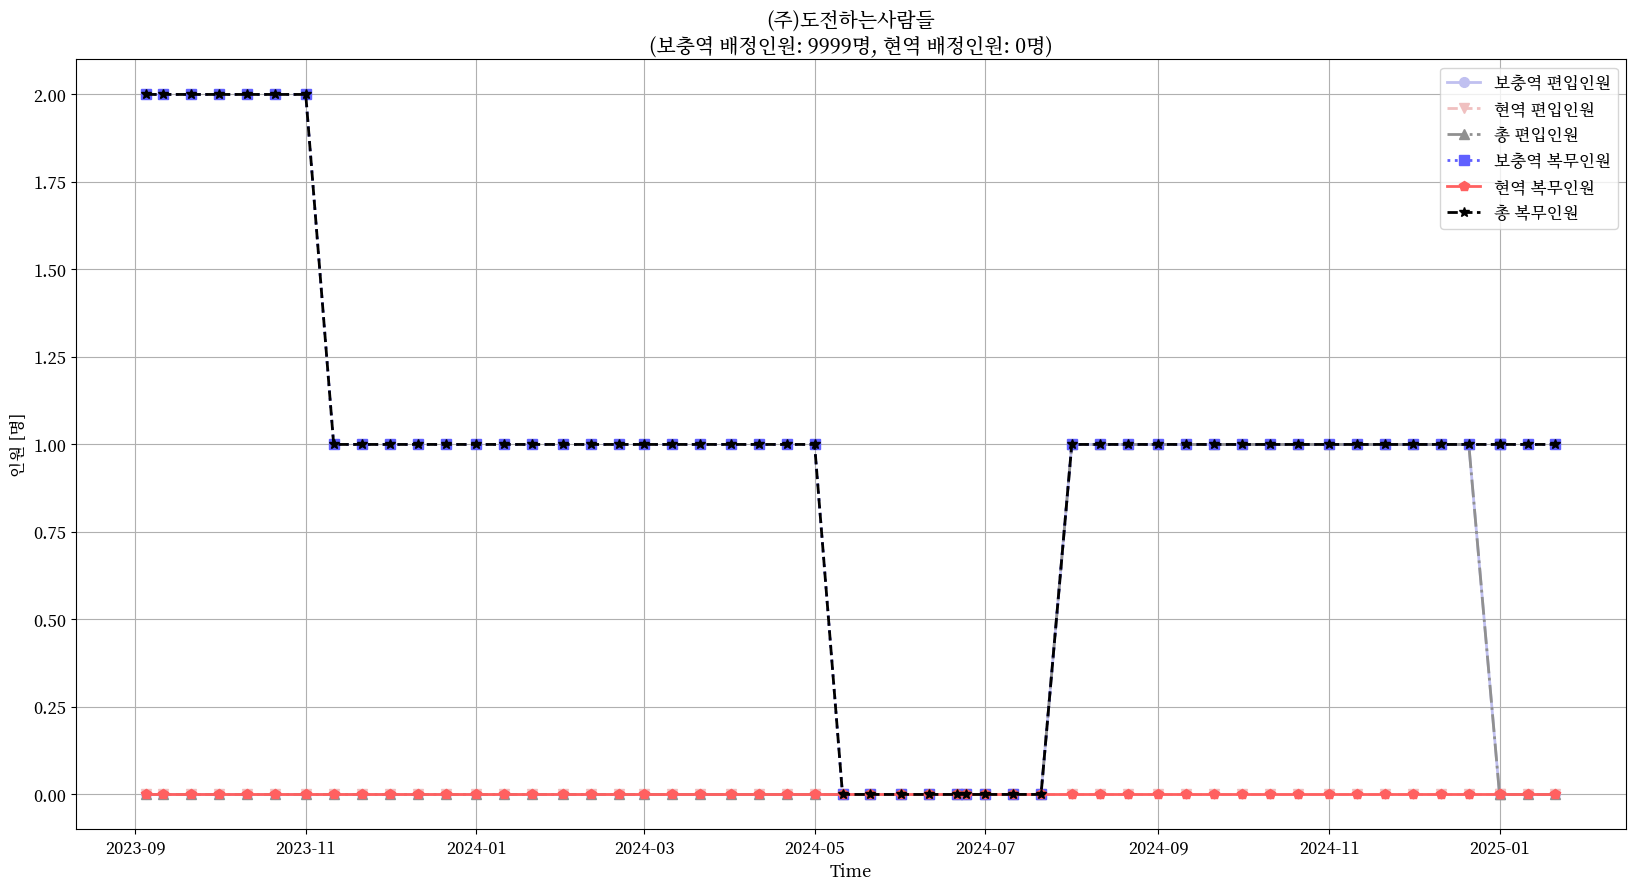 (주)도전하는사람들
(보충역 배정인원: 9999명, 현역 배정인원: 0명)
보충역 편입인원
현역 편입인원
총 편입인원
보충역 복무인원
현역 복무인원
총 복무인원
인원 [명]
2.00
1.75
1.50
1.25
1.00
0.75
0.50
0.25
0.00
2023-09 2023-11 2024-01 2024-03 2024-05 2024-07 2024-09 2024-11 2025-01
Time